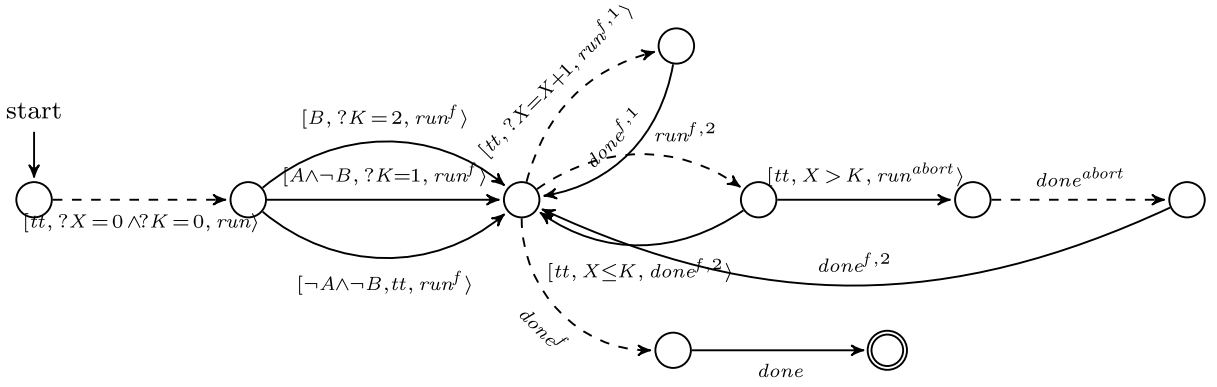 start
[tt, ?X = 0 ∧?K = 0, run⟩
[B, ?K = 2, run^f⟩
[A∧¬B, ?K=1, run^f⟩
[¬A∧¬B,tt, run^f⟩
[tt, ?X=X+1, run^{f,1}⟩
done^{f,1}
run^{f,2}
[tt, X > K, run^{abort}⟩
done^{abort}
[tt, X≤K, done^{f,2}⟩
done^{f,2}
done^f
done